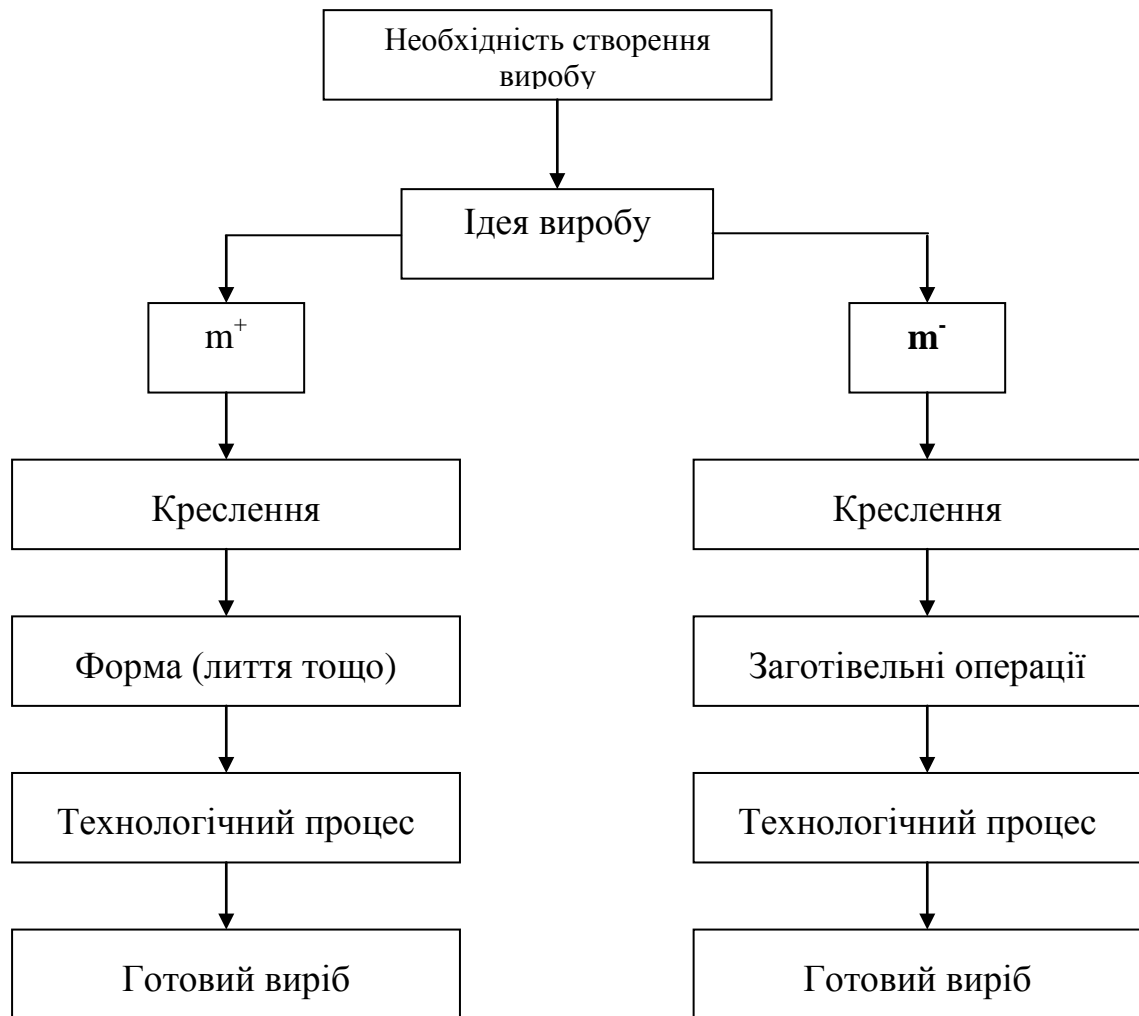 Необхідність створення
виробу
Ідея виробу
m⁺
m⁻
Креслення
Креслення
Форма (лиття тощо)
Заготівельні операції
Технологічний процес
Технологічний процес
Готовий виріб
Готовий виріб